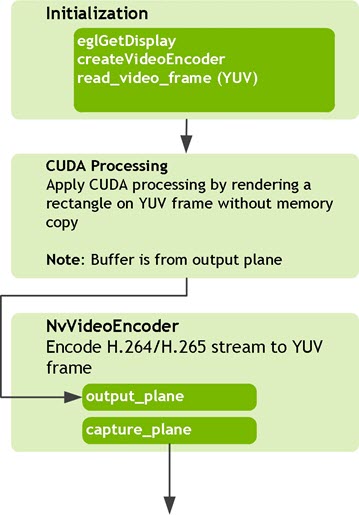 Initialization
eglGetDisplay
createVideoEncoder
read_video_frame (YUV)
CUDA Processing
Apply CUDA processing by rendering a
rectangle on YUV frame without memory
copy
Note: Buffer is from output plane
NvVideoEncoder
Encode H.264/H.265 stream to YUV
frame
output_plane
capture_plane